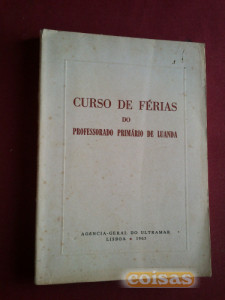 CURSO DE FÉRIAS
DO
PROFESSORADO PRIMÁRIO DE LUANDA
AGÊNCIA-GERAL DO ULTRAMAR
LISBOA •
coisas